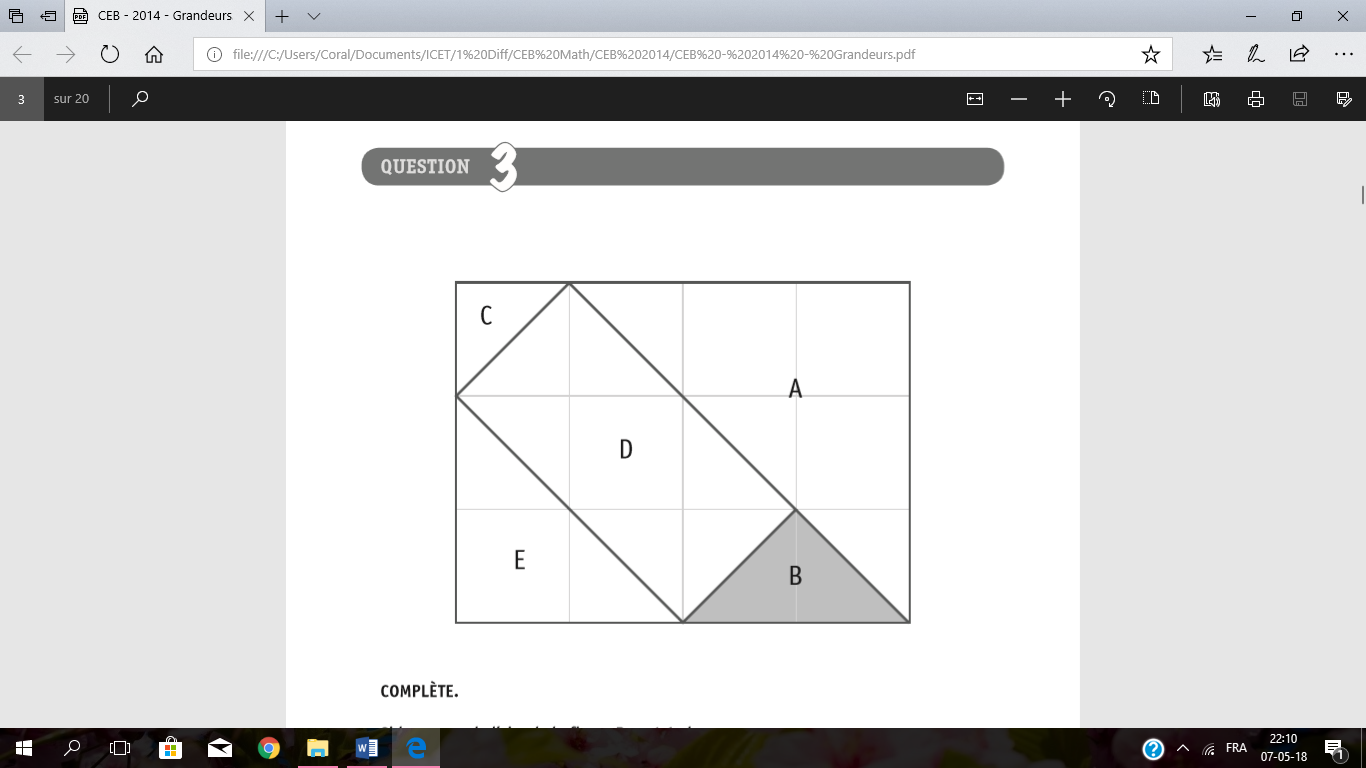 CEB - 2014 - Grandeurs
file:///C:/Users/Coral/Documents/ICET/1%20Diff/CEB%20Math/CEB%202014/CEB%20-%202014%20-%20Grandeurs.pdf
3 sur 20
QUESTION 3
C
A
D
E
B
COMPLÈTE.
FRA
22:10
07-05-18
1